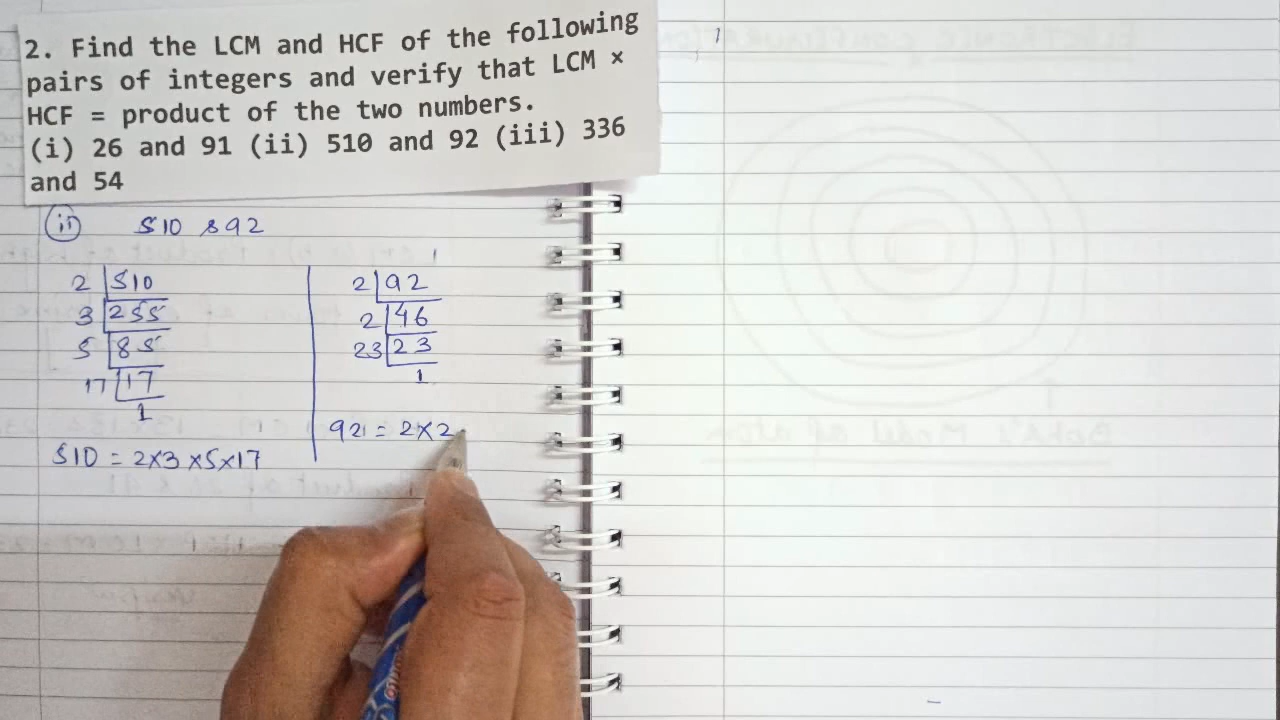 2. Find the LCM and HCF of the following
pairs of integers and verify that LCM ×
HCF = product of the two numbers.
(i) 26 and 91 (ii) 510 and 92 (iii) 336
and 54
(ii) 510 & 92
2 | 510
3 | 255
5 | 85
17 | 17
1
510 = 2×3×5×17
2 | 92
2 | 46
23 | 23
1
92 = 2×2